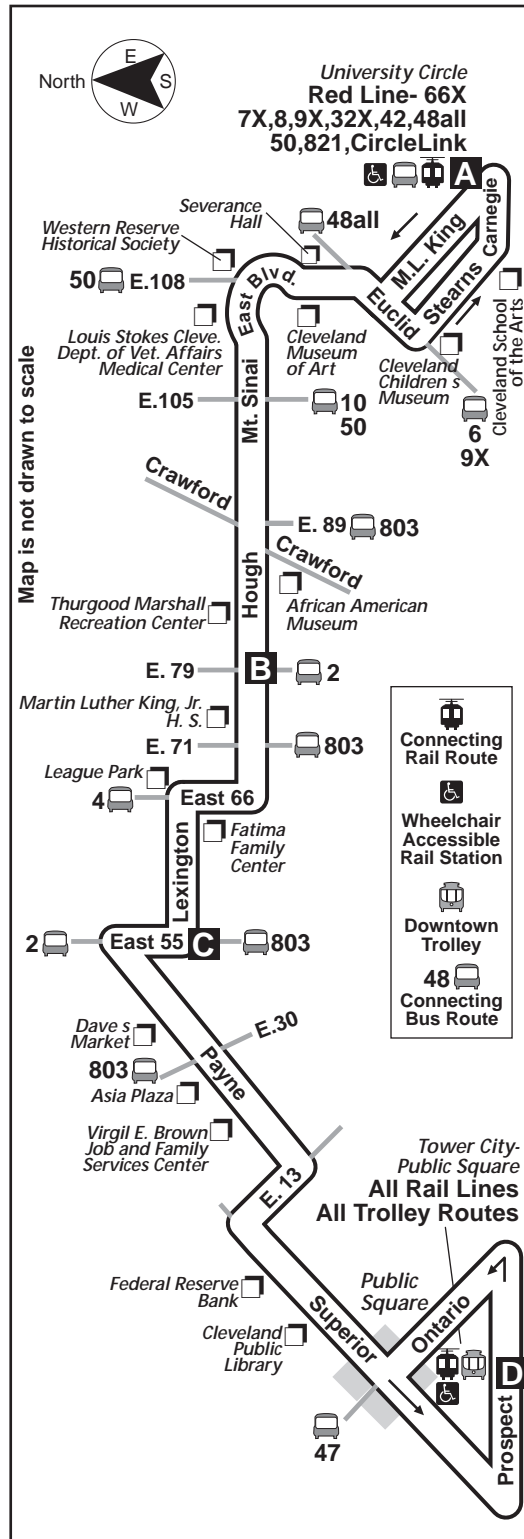 E
North
S
W
University Circle
Red Line- 66X
7X,8,9X,32X,42,48all
50,821,CircleLink
A
Severance
Hall
48all
Western Reserve
Historical Society
50 E.108
M.L. King
Carnegie
Stearns
Euclid
East Blvd.
Louis Stokes Cleve.
Dept. of Vet. Affairs
Medical Center
Cleveland
Museum
of Art
Cleveland
Children s
Museum
Cleveland School
of the Arts
6
9X
Mt. Sinai
E.105
10
50
Map is not drawn to scale
Crawford
E. 89 803
Crawford
Hough
Thurgood Marshall
Recreation Center
African American
Museum
E. 79
B
2
Martin Luther King, Jr.
H. S.
E. 71
803
League Park
4
East 66
Fatima
Family
Center
Lexington
2
East 55
C
803
Connecting
Rail Route
Wheelchair
Accessible
Rail Station
Downtown
Trolley
48
Connecting
Bus Route
Dave s
Market
E.30
803
Payne
Asia Plaza
Virgil E. Brown
Job and Family
Services Center
E. 13
Tower City-
Public Square
All Rail Lines
All Trolley Routes
Federal Reserve
Bank
Public
Square
Superior
Ontario
Cleveland
Public
Library
D
Prospect
47